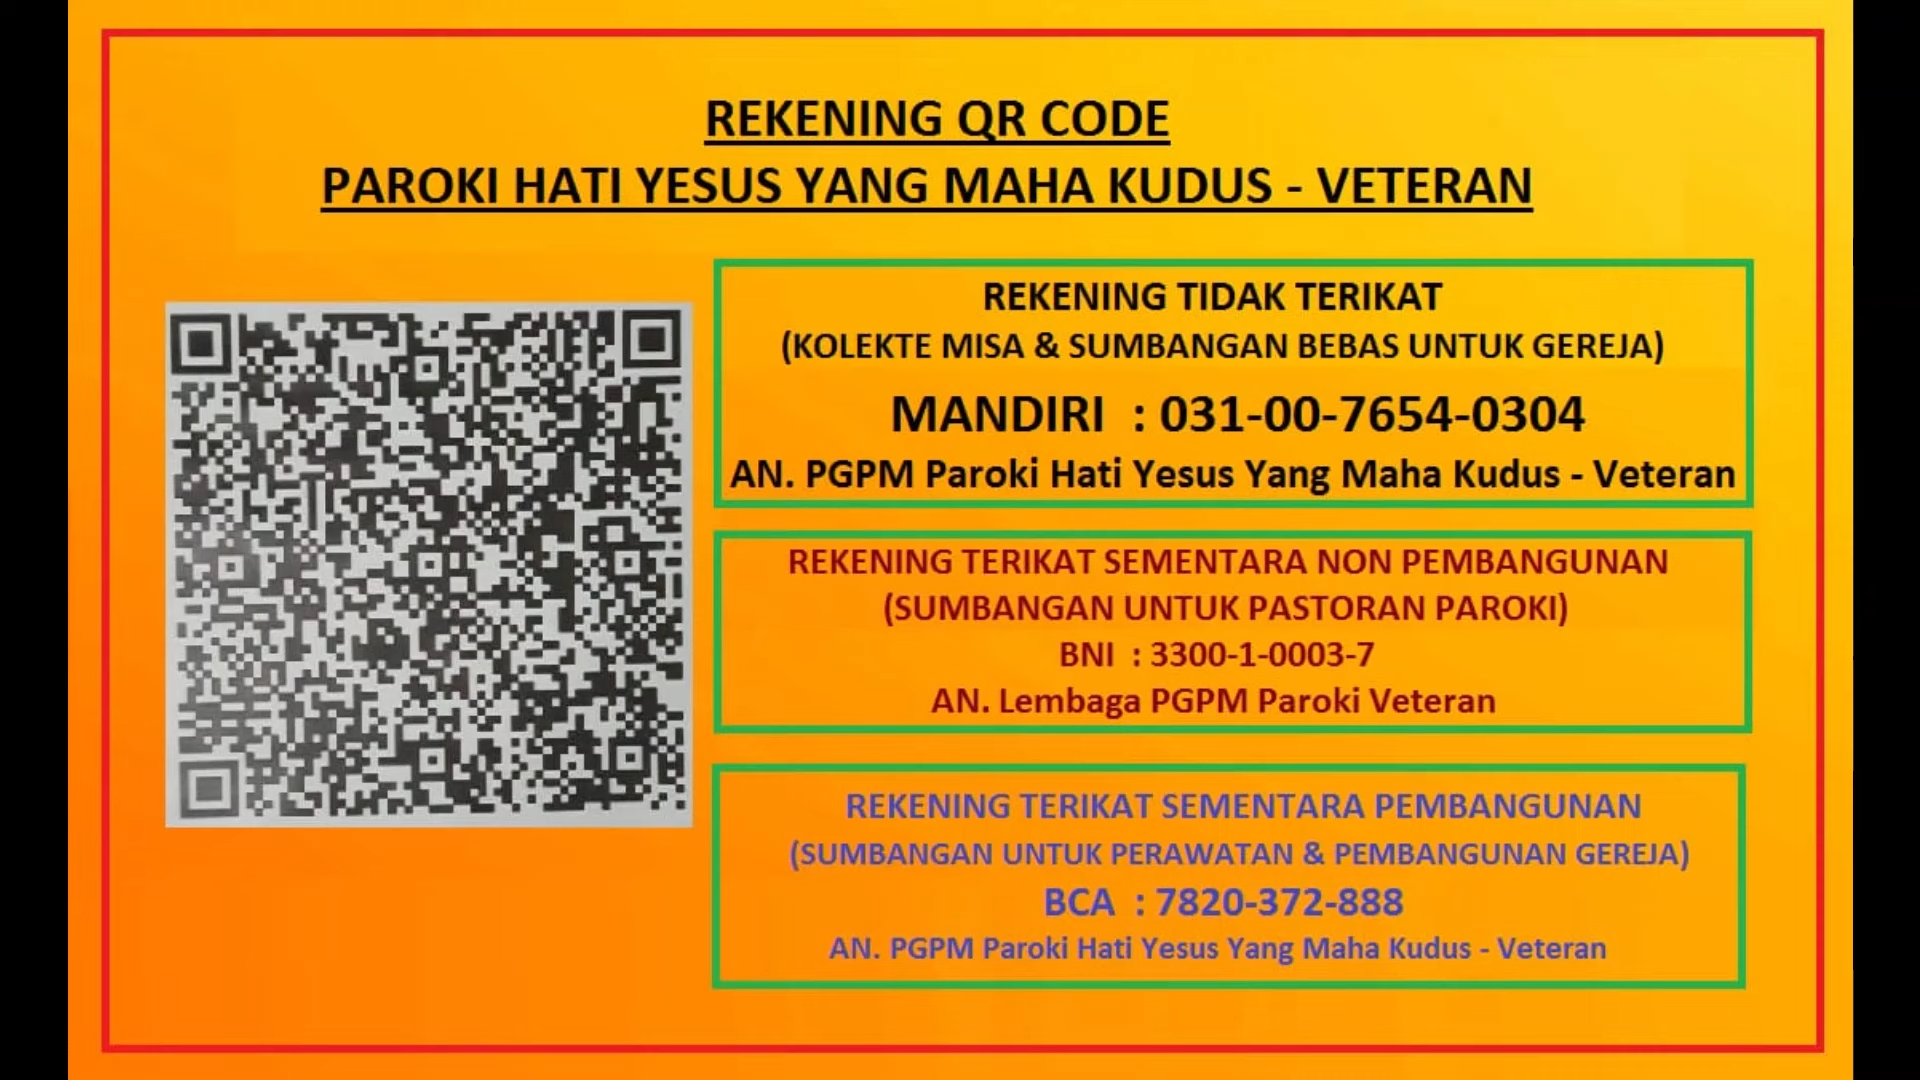 REKENING QR CODE
PAROKI HATI YESUS YANG MAHA KUDUS - VETERAN
REKENING TIDAK TERIKAT
(KOLEKTE MISA & SUMBANGAN BEBAS UNTUK GEREJA)
MANDIRI : 031-00-7654-0304
AN. PGPM Paroki Hati Yesus Yang Maha Kudus - Veteran
REKENING TERIKAT SEMENTARA NON PEMBANGUNAN
(SUMBANGAN UNTUK PASTORAN PAROKI)
BNI : 3300-1-0003-7
AN. Lembaga PGPM Paroki Veteran
REKENING TERIKAT SEMENTARA PEMBANGUNAN
(SUMBANGAN UNTUK PERAWATAN & PEMBANGUNAN GEREJA)
BCA : 7820-372-888
AN. PGPM Paroki Hati Yesus Yang Maha Kudus - Veteran